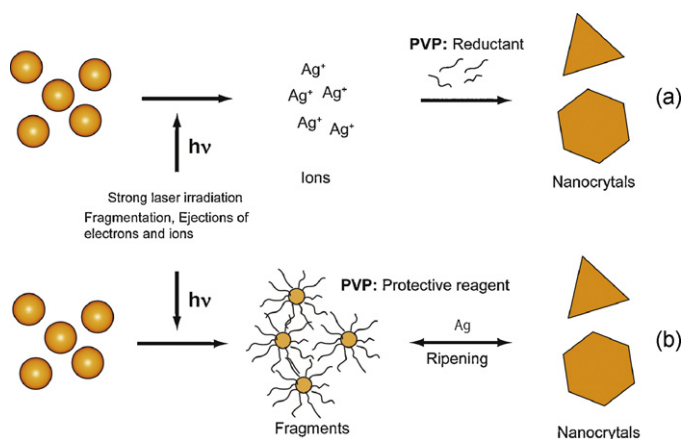 PVP: Reductant
Ag⁺
Ag⁺ Ag⁺
Ag⁺ Ag⁺
(a)
hν
Ions
Nanocrytals
Strong laser irradiation
Fragmentation, Ejections of
electrons and ions
hν
PVP: Protective reagent
Ag
Ripening
(b)
Fragments
Nanocrytals